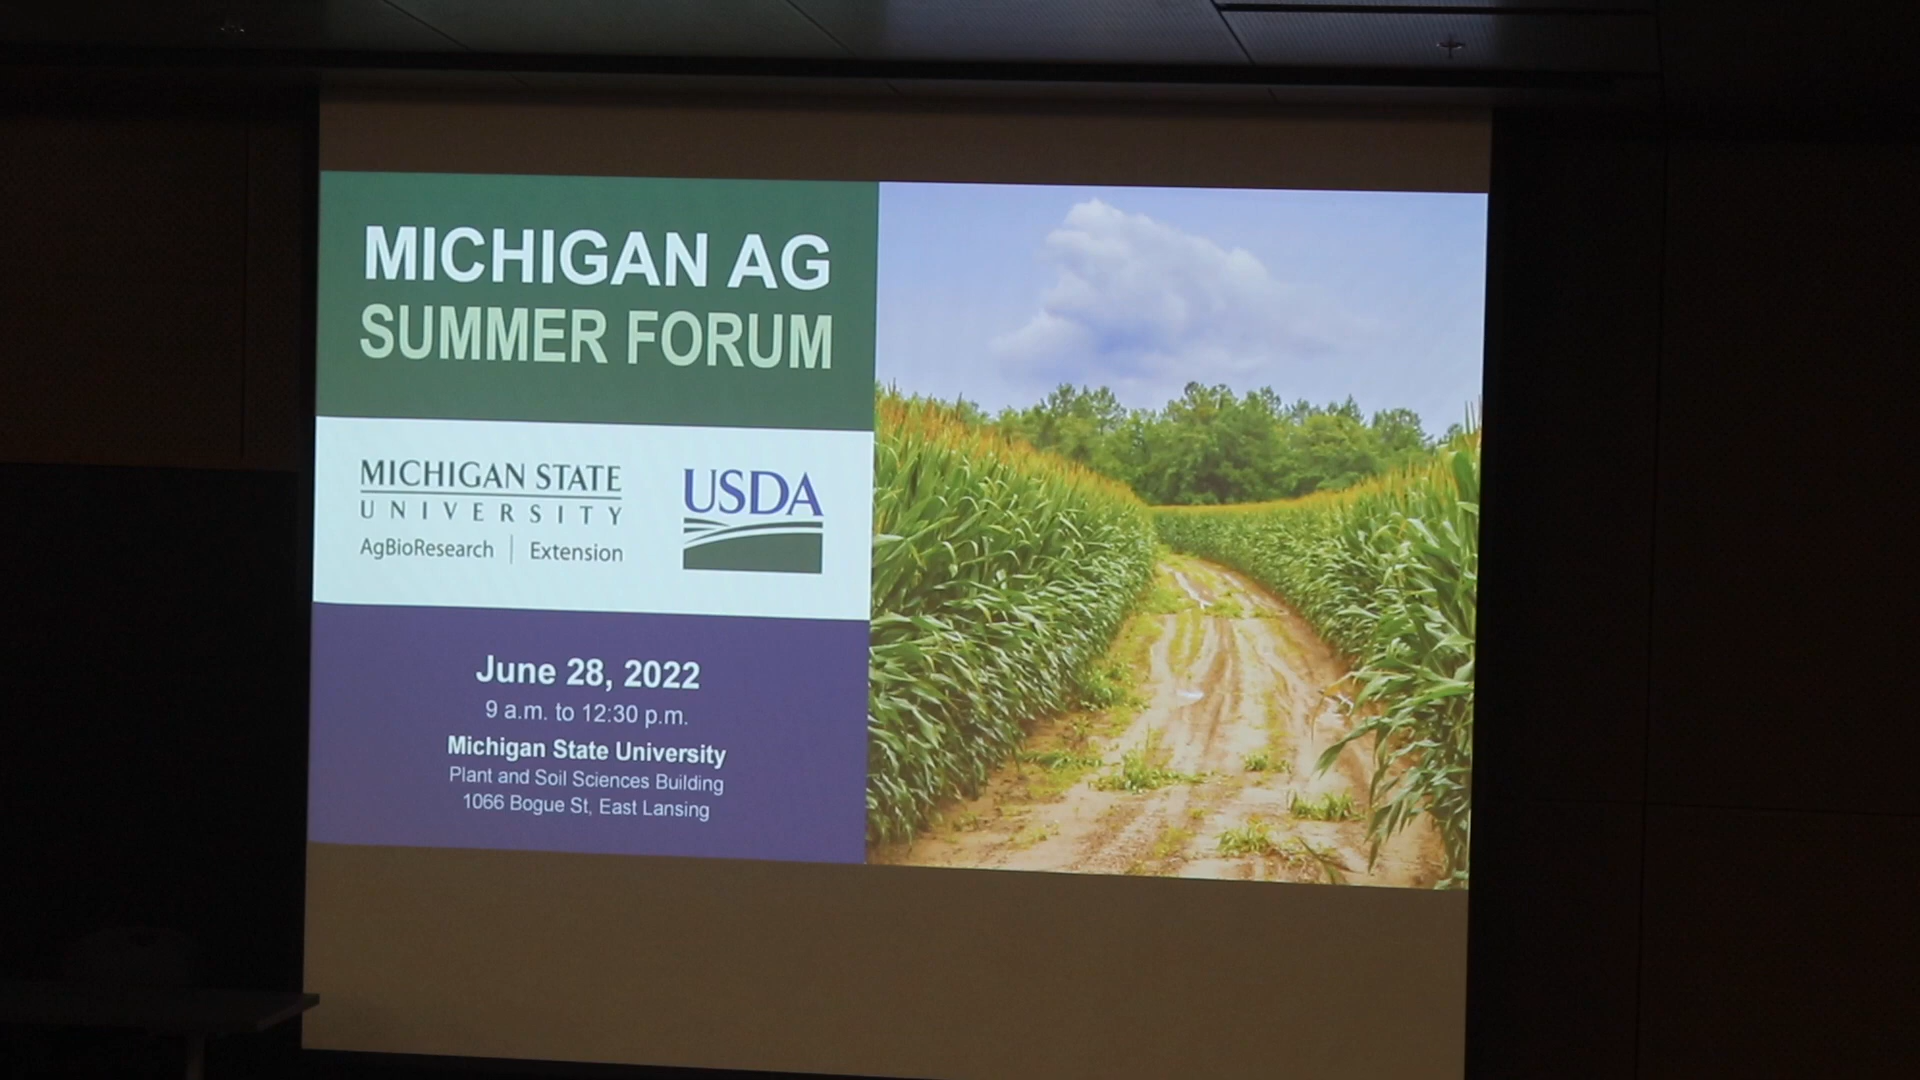 MICHIGAN AG
SUMMER FORUM
MICHIGAN STATE
UNIVERSITY
AgBioResearch | Extension
USDA
June 28, 2022
9 a.m. to 12:30 p.m.
Michigan State University
Plant and Soil Sciences Building
1066 Bogue St, East Lansing